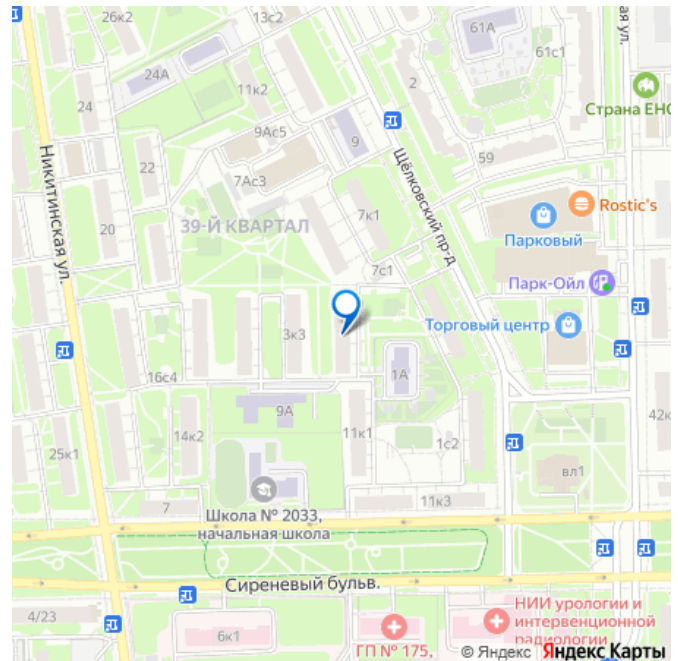 26к2
13с2
61А
61с1
ая ул.
24А
2
11к2
24
Страна ЕНО
9Ас5
9
59
22
7Ас3
Щёлковский пр-д
Никитинская ул.
Rostic's
7к1
20
39-Й КВАРТАЛ
Парковый
7с1
Парк-Ойл
Торговый центр
3к3
16с4
1А
9А
42к
14к2
11к1
1с2
25к1
вл1
7
11к3
Школа № 2033,
начальная школа
Сиреневый бульв.
4/23
6к1
НИИ урологии и
интервенционной
радиологии
ГП № 175,
© Яндекс Яндекс Карты